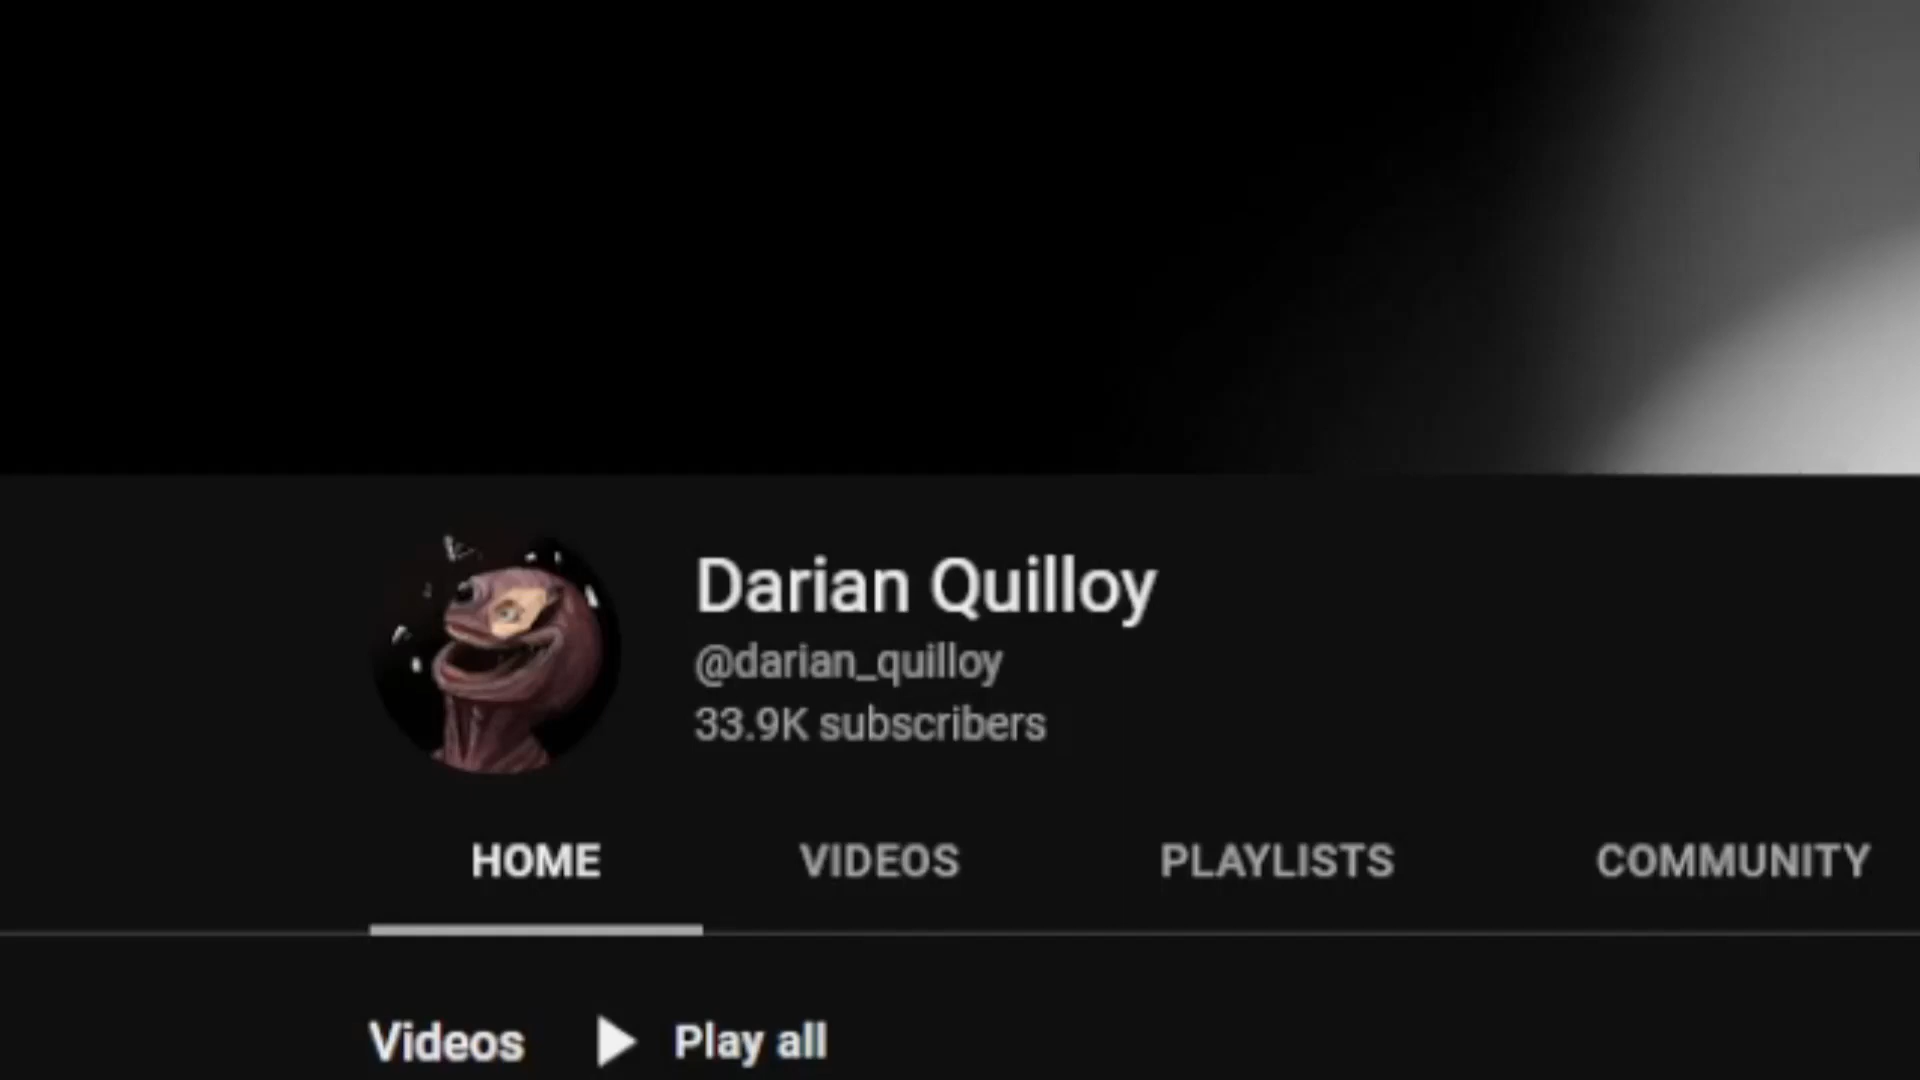 Darian Quilloy
@darian_quilloy
33.9K subscribers
HOME VIDEOS PLAYLISTS COMMUNITY
Videos Play all